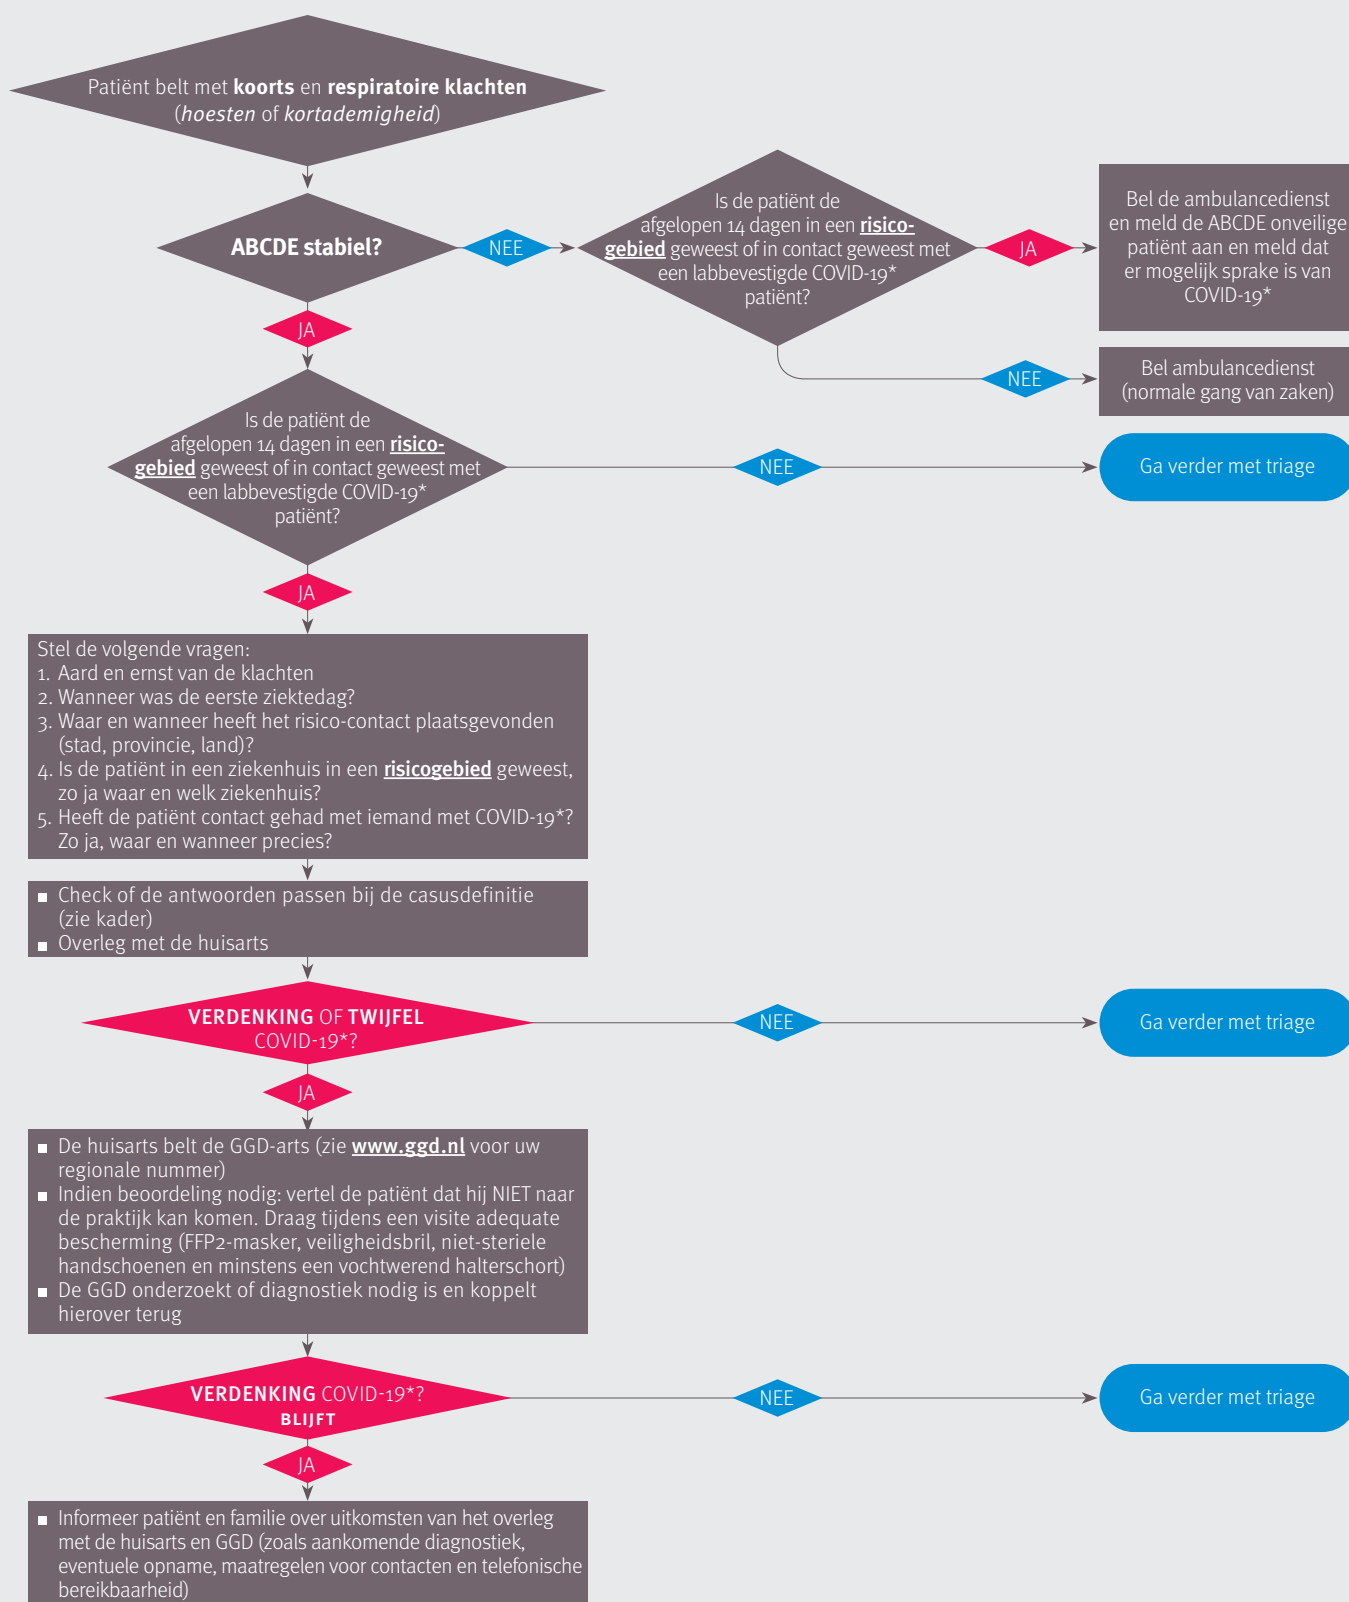 Patiënt belt met koorts en respiratoire klachten
(hoesten of kortademigheid)
ABCDE stabiel?
NEE
Is de patiënt de
afgelopen 14 dagen in een risico-
gebied geweest of in contact geweest met
een labbevestigde COVID-19*
patiënt?
JA
Bel de ambulancedienst
en meld de ABCDE onveilige
patiënt aan en meld dat
er mogelijk sprake is van
COVID-19*
NEE
Bel ambulancedienst
(normale gang van zaken)
JA
Is de patiënt de
afgelopen 14 dagen in een risico-
gebied geweest of in contact geweest met
een labbevestigde COVID-19*
patiënt?
NEE
Ga verder met triage
JA
Stel de volgende vragen:
1. Aard en ernst van de klachten
2. Wanneer was de eerste ziektedag?
3. Waar en wanneer heeft het risico-contact plaatsgevonden
(stad, provincie, land)?
4. Is de patiënt in een ziekenhuis in een risicogebied geweest,
zo ja waar en welk ziekenhuis?
5. Heeft de patiënt contact gehad met iemand met COVID-19*?
Zo ja, waar en wanneer precies?
■ Check of de antwoorden passen bij de casusdefinitie
(zie kader)
■ Overleg met de huisarts
VERDENKING OF TWIJFEL
COVID-19*?
NEE
Ga verder met triage
JA
■ De huisarts belt de GGD-arts (zie www.ggd.nl voor uw
regionale nummer)
■ Indien beoordeling nodig: vertel de patiënt dat hij NIET naar
de praktijk kan komen. Draag tijdens een visite adequate
bescherming (FFP2-masker, veiligheidsbril, niet-steriele
handschoenen en minstens een vochtwerend halterschort)
■ De GGD onderzoekt of diagnostiek nodig is en koppelt
hierover terug
VERDENKING COVID-19*?
BLIJFT
NEE
Ga verder met triage
JA
■ Informeer patiënt en familie over uitkomsten van het overleg
met de huisarts en GGD (zoals aankomende diagnostiek,
eventuele opname, maatregelen voor contacten en telefonische
bereikbaarheid)